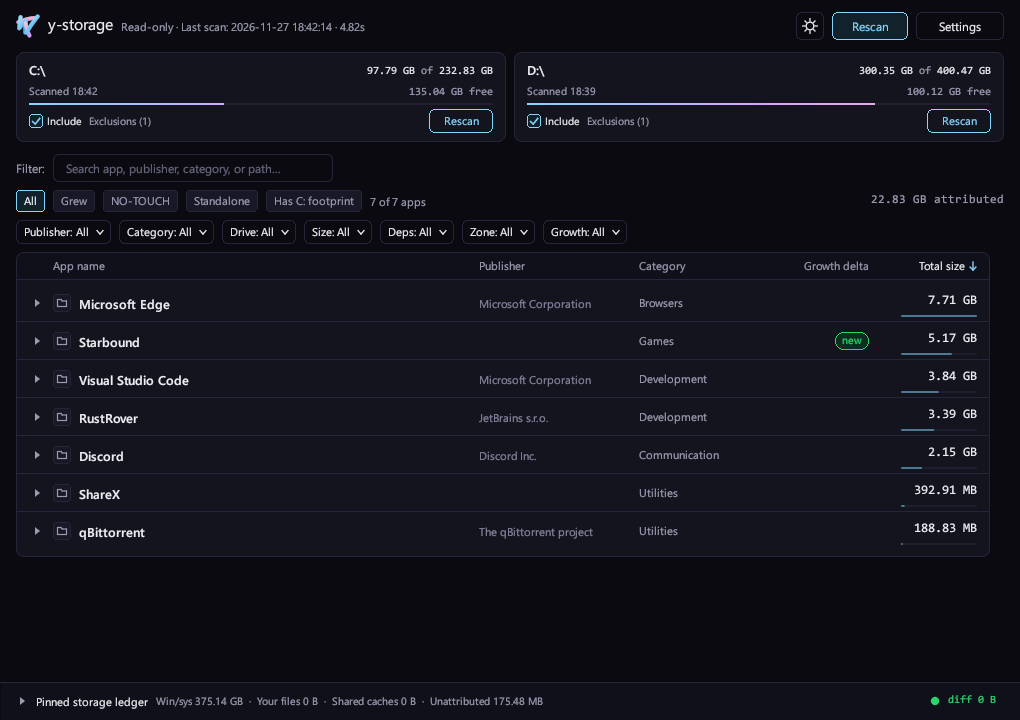 y-storage Read-only · Last scan: 2026-11-27 18:42:14 · 4.82s Rescan Settings
C:\ 97.79 GB of 232.83 GB
Scanned 18:42 135.04 GB free
Include Exclusions (1) Rescan
D:\ 300.35 GB of 400.47 GB
Scanned 18:39 100.12 GB free
Include Exclusions (1) Rescan
Filter: Search app, publisher, category, or path...
All Grew NO-TOUCH Standalone Has C: footprint 7 of 7 apps 22.83 GB attributed
Publisher: All Category: All Drive: All Size: All Deps: All Zone: All Growth: All
App name Publisher Category Growth delta Total size ↓
Microsoft Edge Microsoft Corporation Browsers 7.71 GB
Starbound Games new 5.17 GB
Visual Studio Code Microsoft Corporation Development 3.84 GB
RustRover JetBrains s.r.o. Development 3.39 GB
Discord Discord Inc. Communication 2.15 GB
ShareX Utilities 392.91 MB
qBittorrent The qBittorrent project Utilities 188.83 MB
Pinned storage ledger Win/sys 375.14 GB · Your files 0 B · Shared caches 0 B · Unattributed 175.48 MB diff 0 B